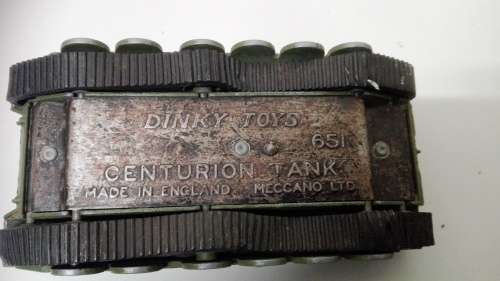 DINKY TOYS
651
CENTURION TANK
MADE IN ENGLAND MECCANO LTD